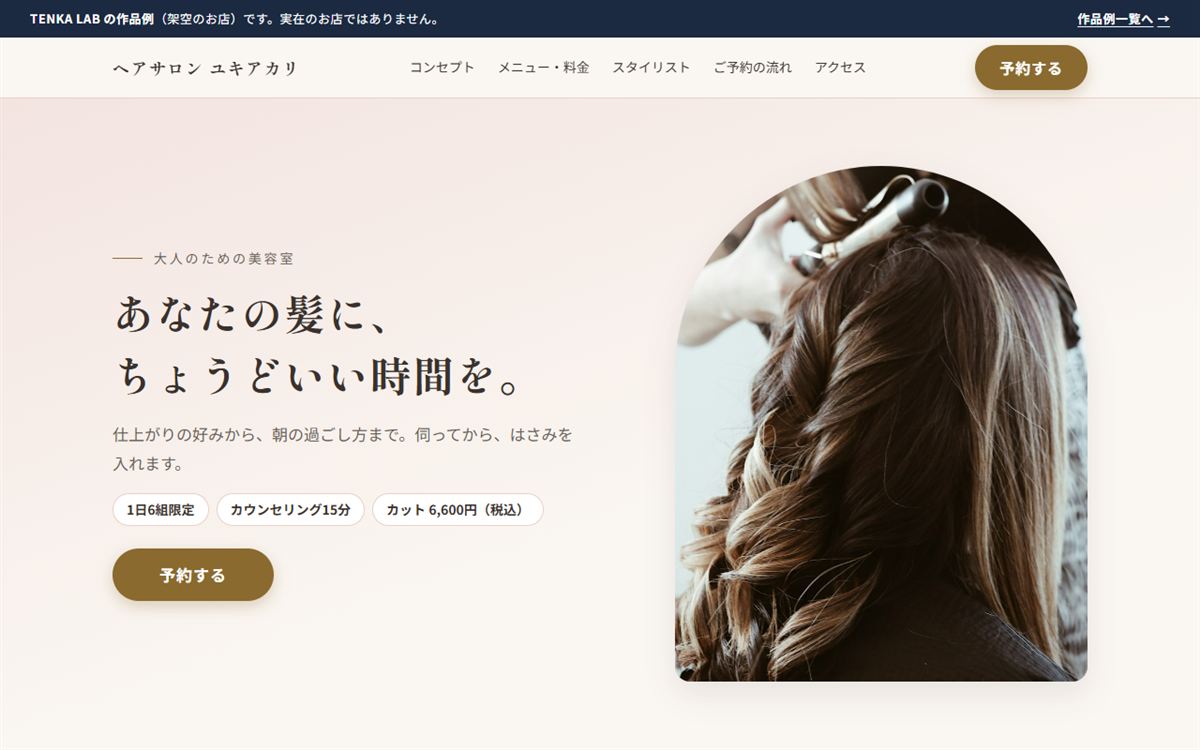 TENKA LAB の作品例（架空のお店）です。実在のお店ではありません。
作品例一覧へ →
ヘアサロン ユキアカリ
コンセプト
メニュー・料金
スタイリスト
ご予約の流れ
アクセス
予約する
大人のための美容室
あなたの髪に、
ちょうどいい時間を。
仕上がりの好みから、朝の過ごし方まで。伺ってから、はさみを
入れます。
1日6組限定
カウンセリング15分
カット 6,600円（税込）
予約する